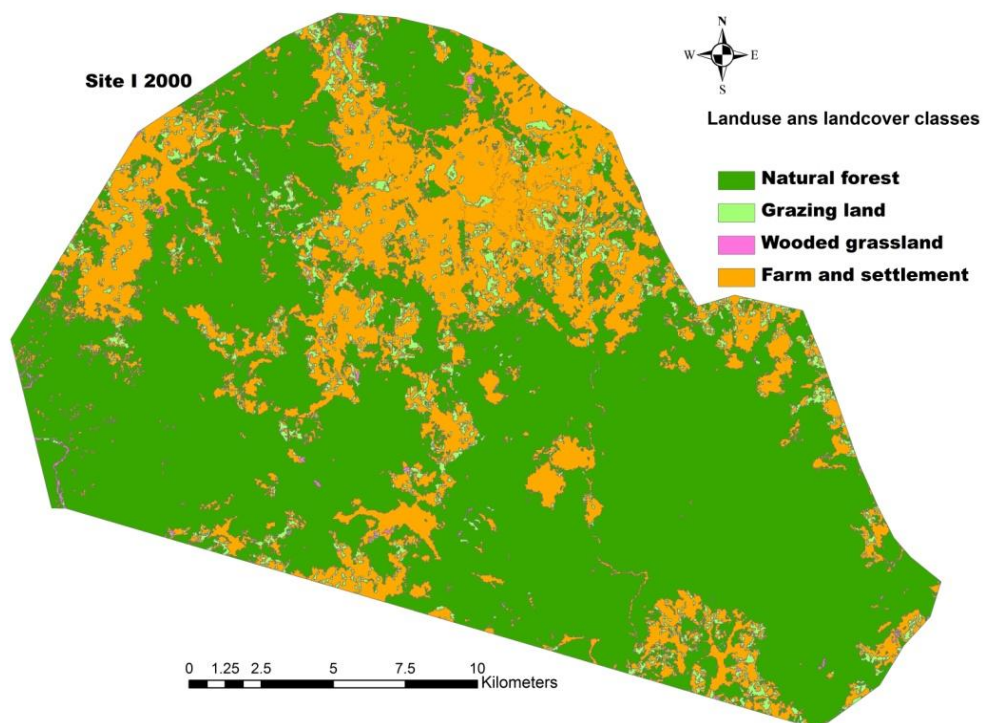 N
W E
S
Site I 2000
Landuse ans landcover classes
Natural forest
Grazing land
Wooded grassland
Farm and settlement
0 1.25 2.5 5 7.5 10
Kilometers